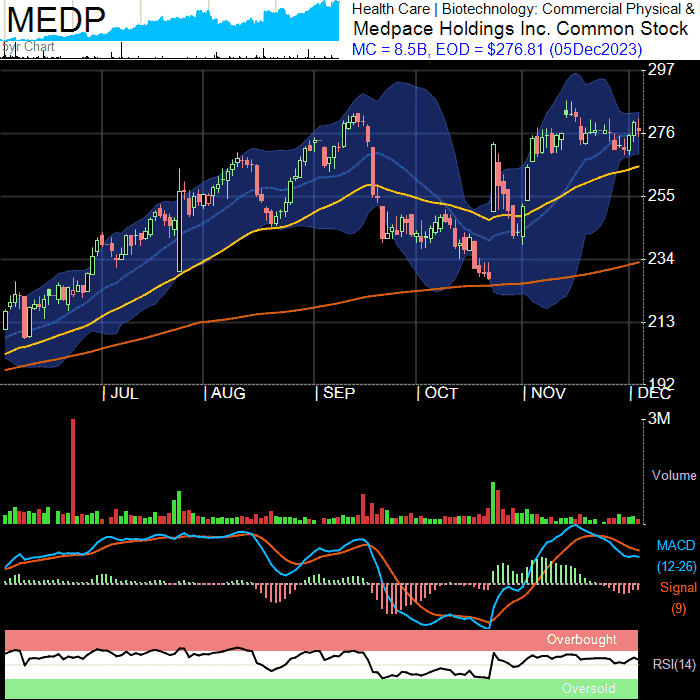 MEDP
5yr Chart
Health Care | Biotechnology: Commercial Physical &
Medpace Holdings Inc. Common Stock
MC = 8.5B, EOD = $276.81 (05Dec2023)
297
276
255
234
213
192
JUL
AUG
SEP
OCT
NOV
DEC
3M
Volume
MACD
(12-26)
Signal
(9)
Overbought
RSI(14)
Oversold